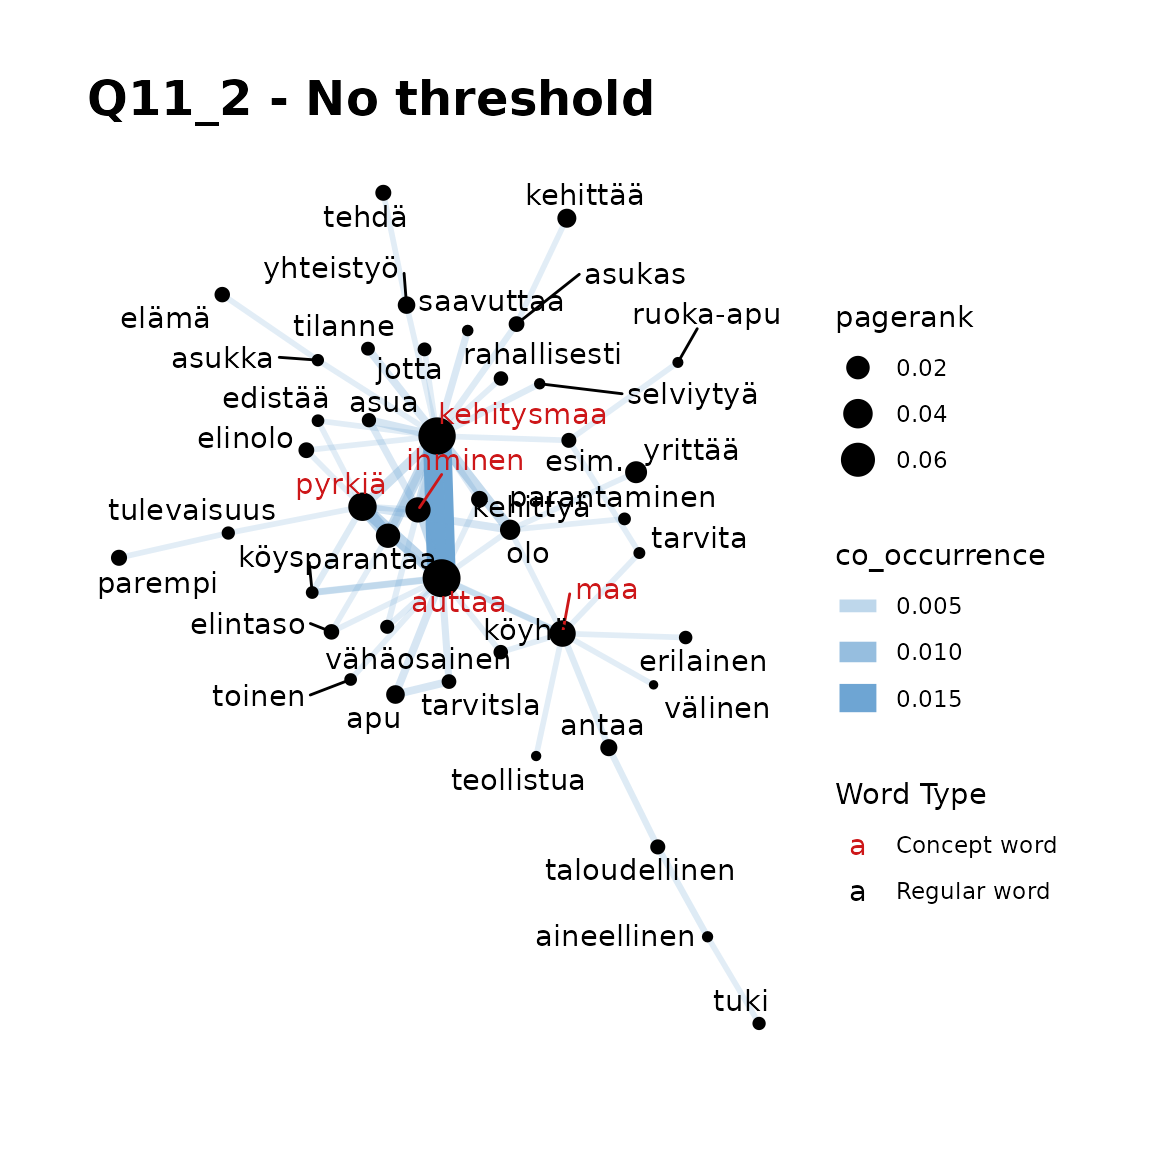 Q11_2 - No threshold
kehittää
tehdä
yhteistyö
asukas
saavuttaa
elämä
ruoka-apu
tilanne
asukka
rahallisesti
jotta
selviytyä
edistää
asua
kehitysmaa
elinolo
yrittää
ihminen
esim.
pyrkiä
parantaminen
tulevaisuus
kehittyä
tarvita
olo
köys
parantaa
parempi
maa
auttaa
elintaso
köyhä
vähäosainen
erilainen
toinen
tarvitsla
välinen
apu
antaa
teollistua
taloudellinen
aineellinen
tuki
pagerank
0.02
0.04
0.06
co_occurrence
0.005
0.010
0.015
Word Type
a Concept word
a Regular word